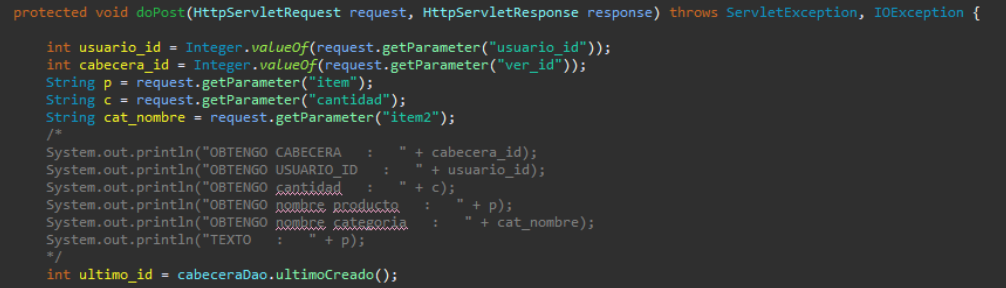 protected void doPost(HttpServletRequest request, HttpServletResponse response) throws ServletException, IOException {
int usuario_id = Integer.valueOf(request.getParameter("usuario_id"));
int cabecera_id = Integer.valueOf(request.getParameter("ver_id"));
String p = request.getParameter("item");
String c = request.getParameter("cantidad");
String cat_nombre = request.getParameter("item2");
/*
System.out.println("OBTENGO CABECERA   :   " + cabecera_id);
System.out.println("OBTENGO USUARIO_ID   :   " + usuario_id);
System.out.println("OBTENGO cantidad   :   " + c);
System.out.println("OBTENGO nombre producto   :   " + p);
System.out.println("OBTENGO nombre categoria   :   " + cat_nombre);
System.out.println("TEXTO   :   " + p);
*/
int ultimo_id = cabeceraDao.ultimoCreado();